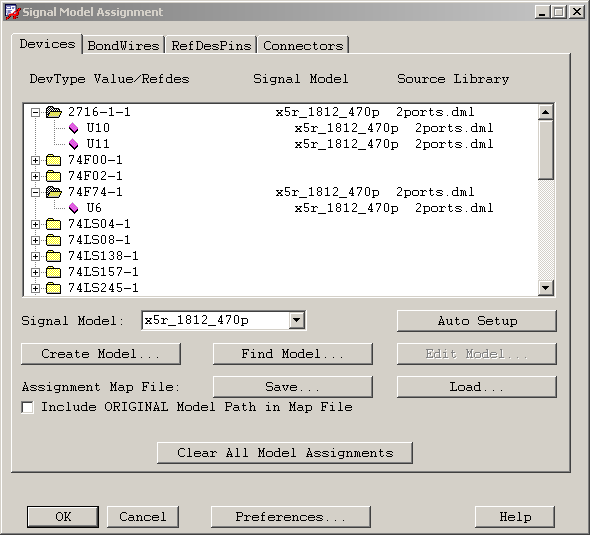 Signal Model Assignment
Devices BondWires RefDesPins Connectors
DevType Value/Refdes Signal Model Source Library
2716-1-1 x5r_1812_470p 2ports.dml
U10 x5r_1812_470p 2ports.dml
U11 x5r_1812_470p 2ports.dml
74F00-1
74F02-1
74F74-1 x5r_1812_470p 2ports.dml
U6 x5r_1812_470p 2ports.dml
74LS04-1
74LS08-1
74LS138-1
74LS157-1
74LS245-1
Signal Model: x5r_1812_470p Auto Setup
Create Model... Find Model... Edit Model...
Assignment Map File: Save... Load...
Include ORIGINAL Model Path in Map File
Clear All Model Assignments
OK Cancel Preferences... Help